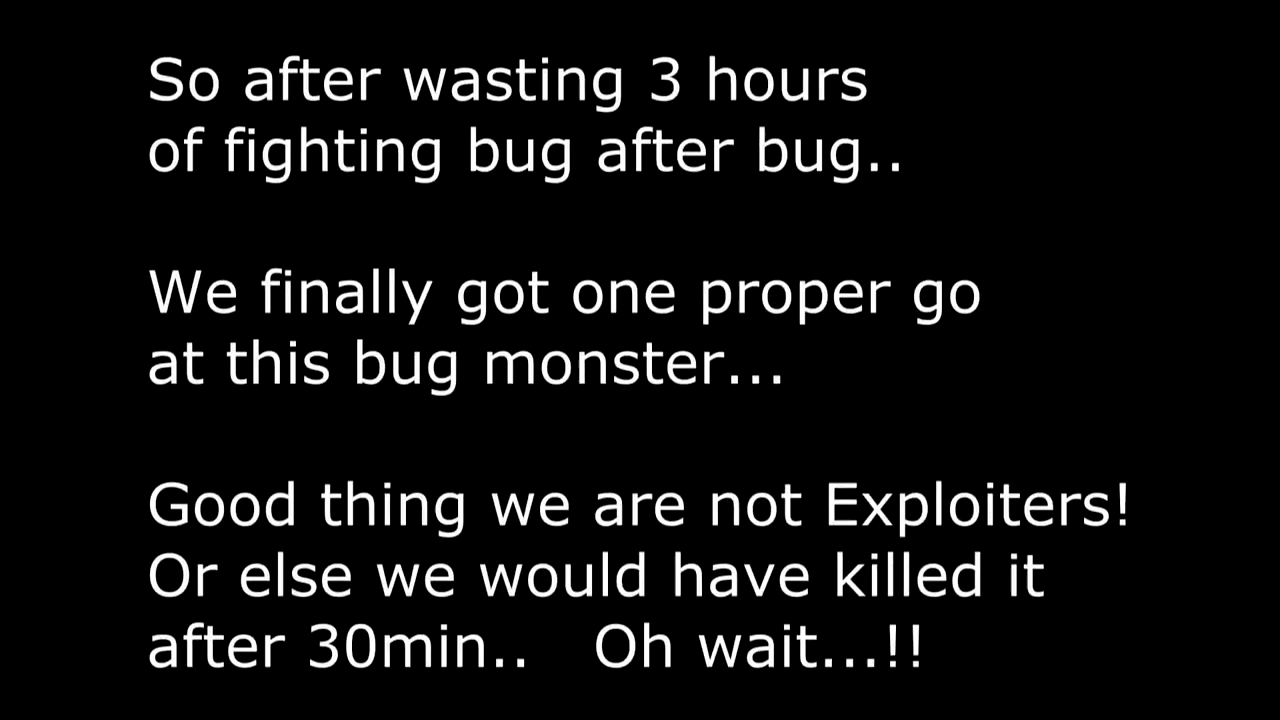 So after wasting 3 hours
of fighting bug after bug..
We finally got one proper go
at this bug monster...
Good thing we are not Exploiters!
Or else we would have killed it
after 30min.. Oh wait...!!